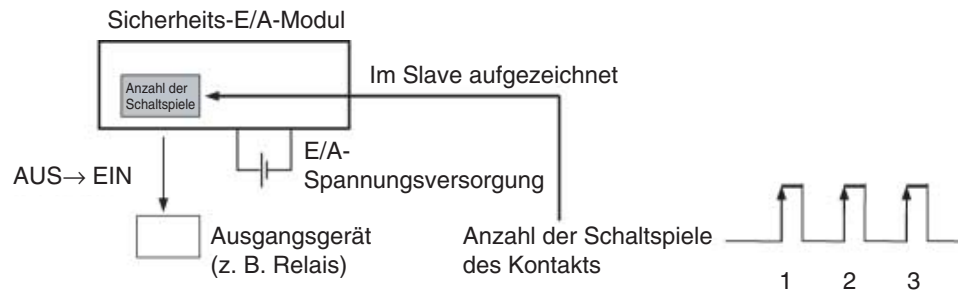 Sicherheits-E/A-Modul
Anzahl der
Schaltspiele
Im Slave aufgezeichnet
E/A-
Spannungsversorgung
AUS→ EIN
Ausgangsgerät
(z. B. Relais)
Anzahl der Schaltspiele
des Kontakts
1 2 3